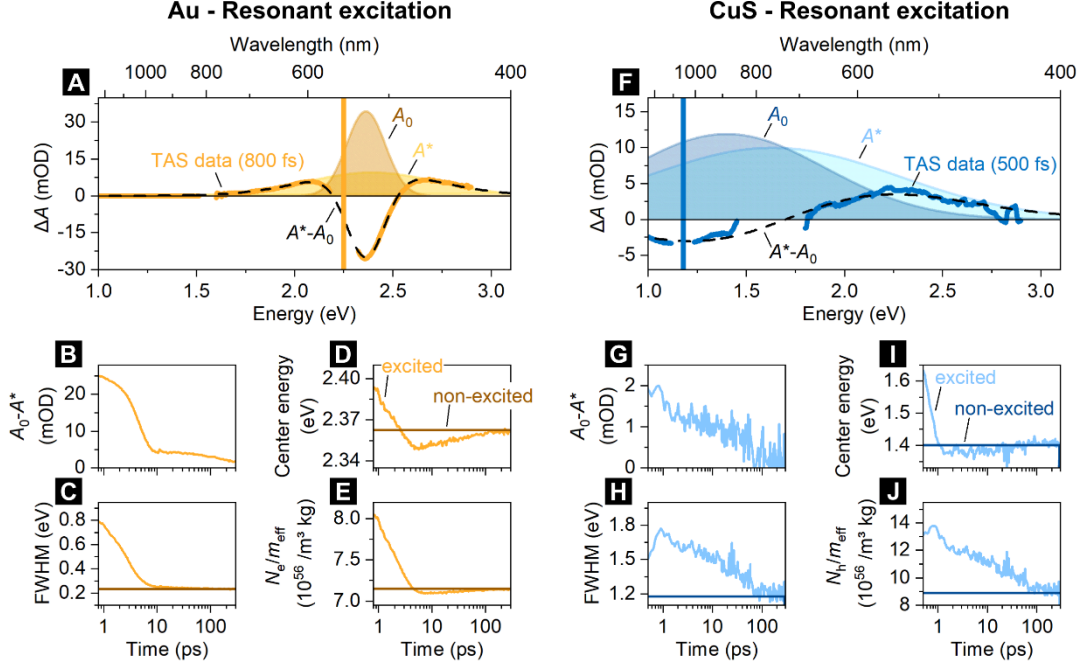 Au - Resonant excitation
Wavelength (nm)
1000 800 600 400
A
30
15
0
-15
-30
ΔA (mOD)
A₀
A*
TAS data (800 fs)
A*-A₀
1.0 1.5 2.0 2.5 3.0
Energy (eV)
B
20
10
0
A₀-A*
(mOD)
C
0.8
0.6
0.4
0.2
FWHM (eV)
1 10 100
Time (ps)
D
2.40
2.38
2.36
2.34
Center energy
(eV)
excited
non-excited
E
8.0
7.5
7.0
Nₑ/m_eff
(10⁵⁶/m³ kg)
1 10 100
Time (ps)
CuS - Resonant excitation
Wavelength (nm)
1000 800 600 400
F
15
10
5
0
-5
ΔA (mOD)
A₀
A*
TAS data (500 fs)
A*-A₀
1.0 1.5 2.0 2.5 3.0
Energy (eV)
G
2
1
0
A₀-A*
(mOD)
H
1.8
1.5
1.2
FWHM (eV)
1 10 100
Time (ps)
I
1.6
1.5
1.4
Center energy
(eV)
excited
non-excited
J
14
12
10
8
Nₕ/m_eff
(10⁵⁶/m³ kg)
1 10 100
Time (ps)